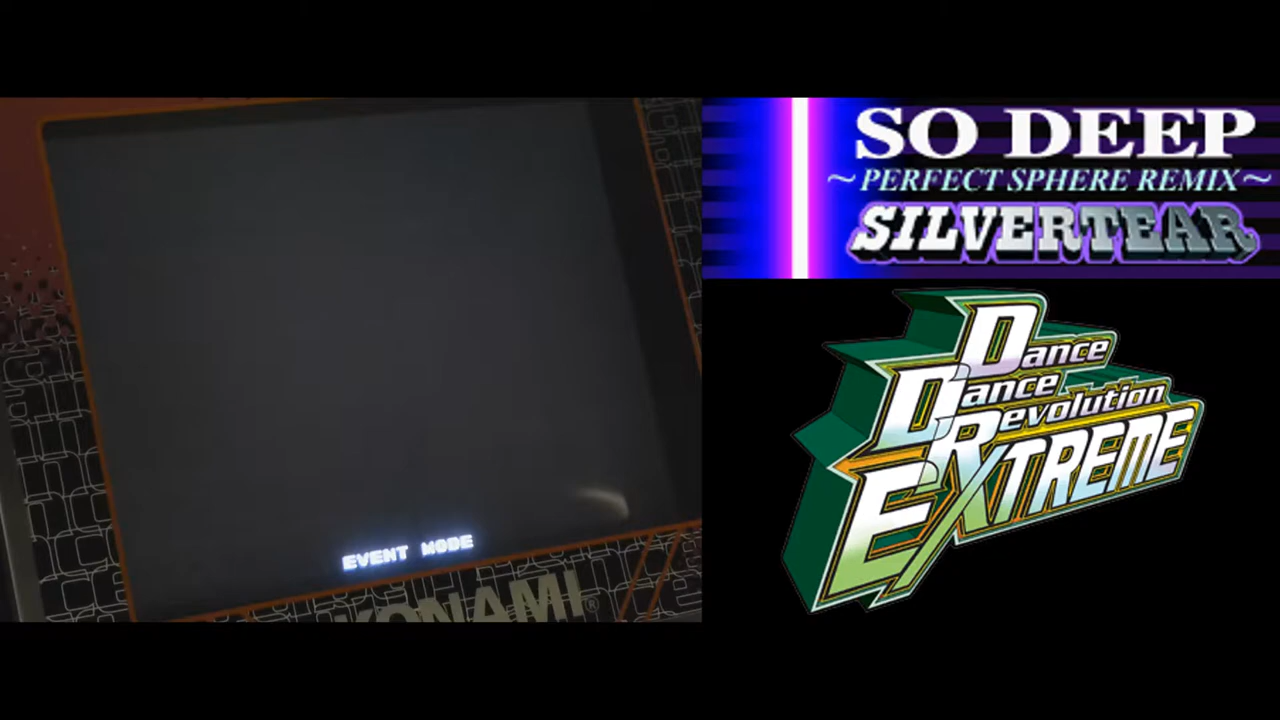 EVENT MODE
KONAMI®
SO DEEP
~PERFECT SPHERE REMIX~
SILVERTEAR
Dance
Dance
Revolution
EXTREME